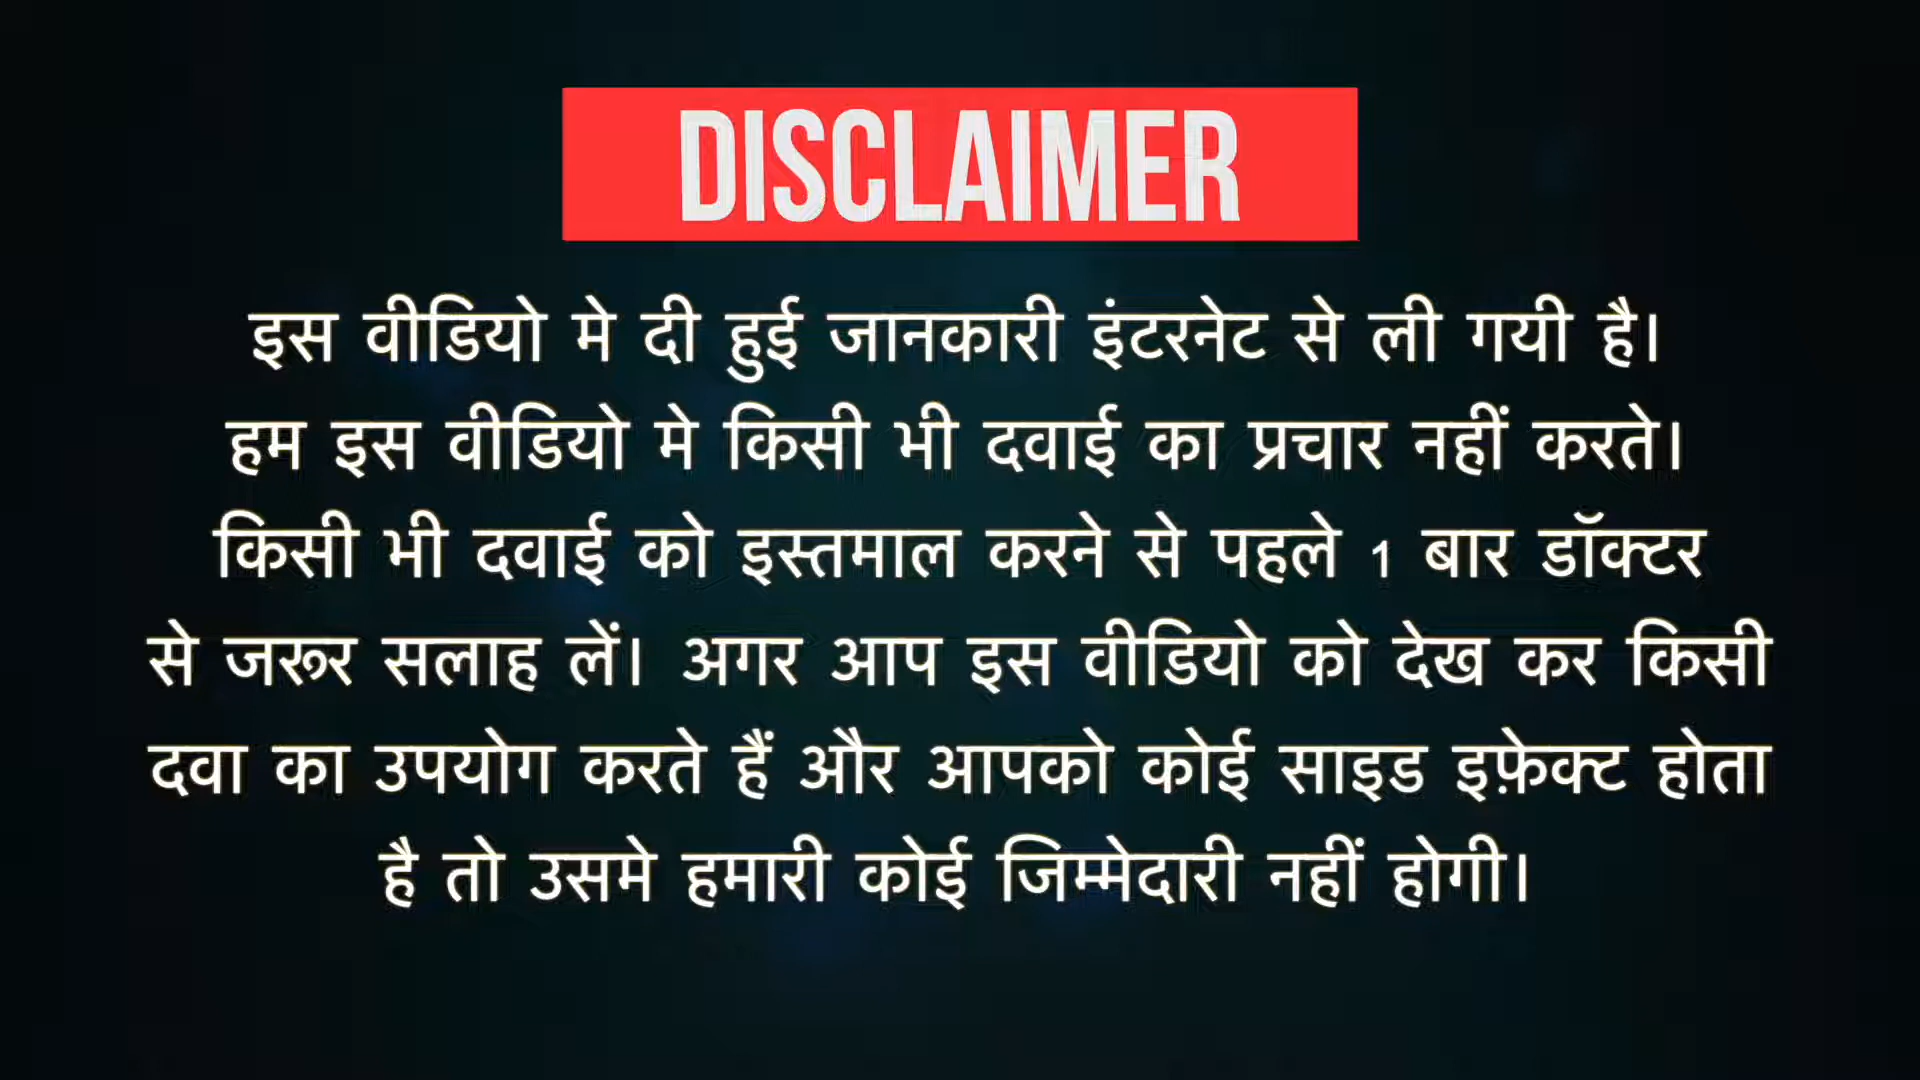 DISCLAIMER
इस वीडियो मे दी हुई जानकारी इंटरनेट से ली गयी है।
हम इस वीडियो मे किसी भी दवाई का प्रचार नहीं करते।
किसी भी दवाई को इस्तमाल करने से पहले 1 बार डॉक्टर
से जरूर सलाह लें। अगर आप इस वीडियो को देख कर किसी
दवा का उपयोग करते हैं और आपको कोई साइड इफ़ेक्ट होता
है तो उसमे हमारी कोई जिम्मेदारी नहीं होगी।